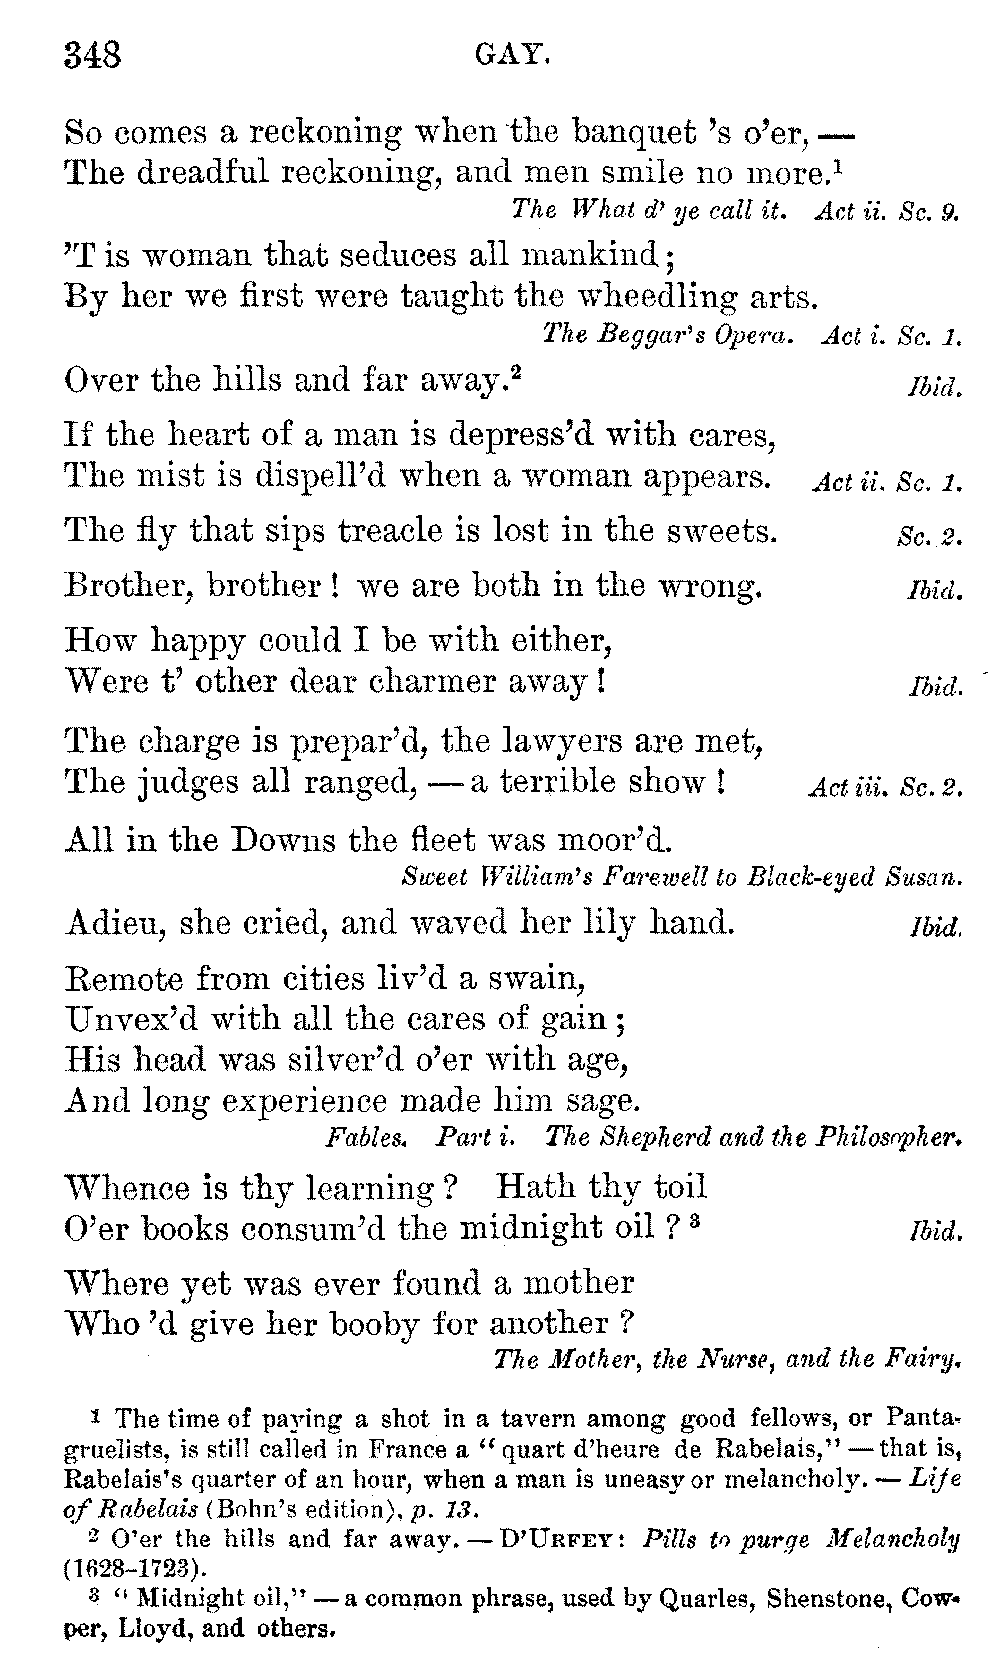 348 GAY.
So comes a reckoning when the banquet 's o'er, —
The dreadful reckoning, and men smile no more.¹
The What d' ye call it. Act ii. Sc. 9.
'T is woman that seduces all mankind;
By her we first were taught the wheedling arts.
The Beggar's Opera. Act i. Sc. 1.
Over the hills and far away.² Ibid.
If the heart of a man is depress'd with cares,
The mist is dispell'd when a woman appears. Act ii. Sc. 1.
The fly that sips treacle is lost in the sweets. Sc. 2.
Brother, brother! we are both in the wrong. Ibid.
How happy could I be with either,
Were t' other dear charmer away! Ibid.
The charge is prepar'd, the lawyers are met,
The judges all ranged, — a terrible show! Act iii. Sc. 2.
All in the Downs the fleet was moor'd.
Sweet William's Farewell to Black-eyed Susan.
Adieu, she cried, and waved her lily hand. Ibid.
Remote from cities liv'd a swain,
Unvex'd with all the cares of gain;
His head was silver'd o'er with age,
And long experience made him sage.
Fables. Part i. The Shepherd and the Philosopher.
Whence is thy learning? Hath thy toil
O'er books consum'd the midnight oil?³ Ibid.
Where yet was ever found a mother
Who 'd give her booby for another?
The Mother, the Nurse, and the Fairy.
¹ The time of paying a shot in a tavern among good fellows, or Panta-
gruelists, is still called in France a "quart d'heure de Rabelais," — that is,
Rabelais's quarter of an hour, when a man is uneasy or melancholy. — Life
of Rabelais (Bohn's edition), p. 13.
² O'er the hills and far away. — D'URFEY: Pills to purge Melancholy
(1628–1723).
³ "Midnight oil," — a common phrase, used by Quarles, Shenstone, Cow-
per, Lloyd, and others.